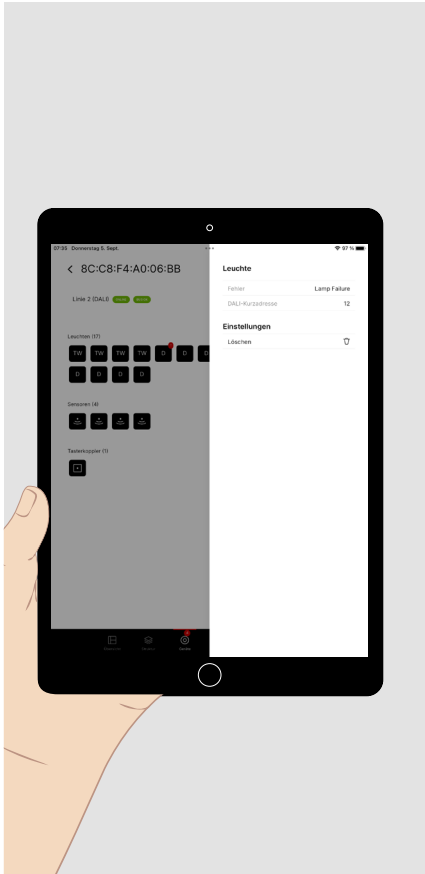 07:35 Donnerstag 5. Sept.
97 %
8C:C8:F4:A0:06:BB
Linie 2 (DALI)
Leuchten (17)
TW TW TW TW D D D
D D D D
Sensoren (4)
Tasterkoppler (1)
Leuchte
Fehler Lamp Failure
DALI-Kurzadresse 12
Einstellungen
Löschen